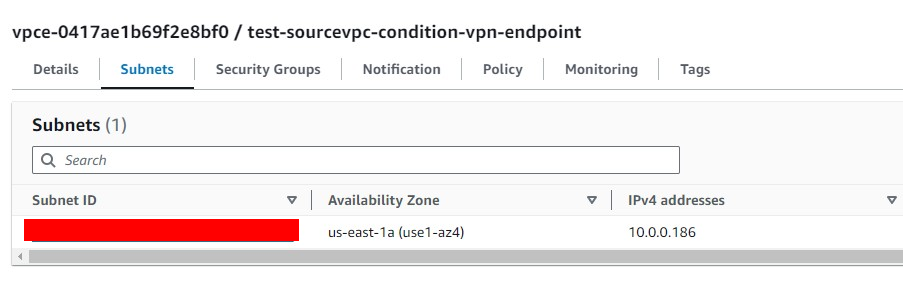 vpce-0417ae1b69f2e8bf0 / test-sourcevpc-condition-vpn-endpoint
Details Subnets Security Groups Notification Policy Monitoring Tags
Subnets (1)
Search
Subnet ID Availability Zone IPv4 addresses
us-east-1a (use1-az4) 10.0.0.186